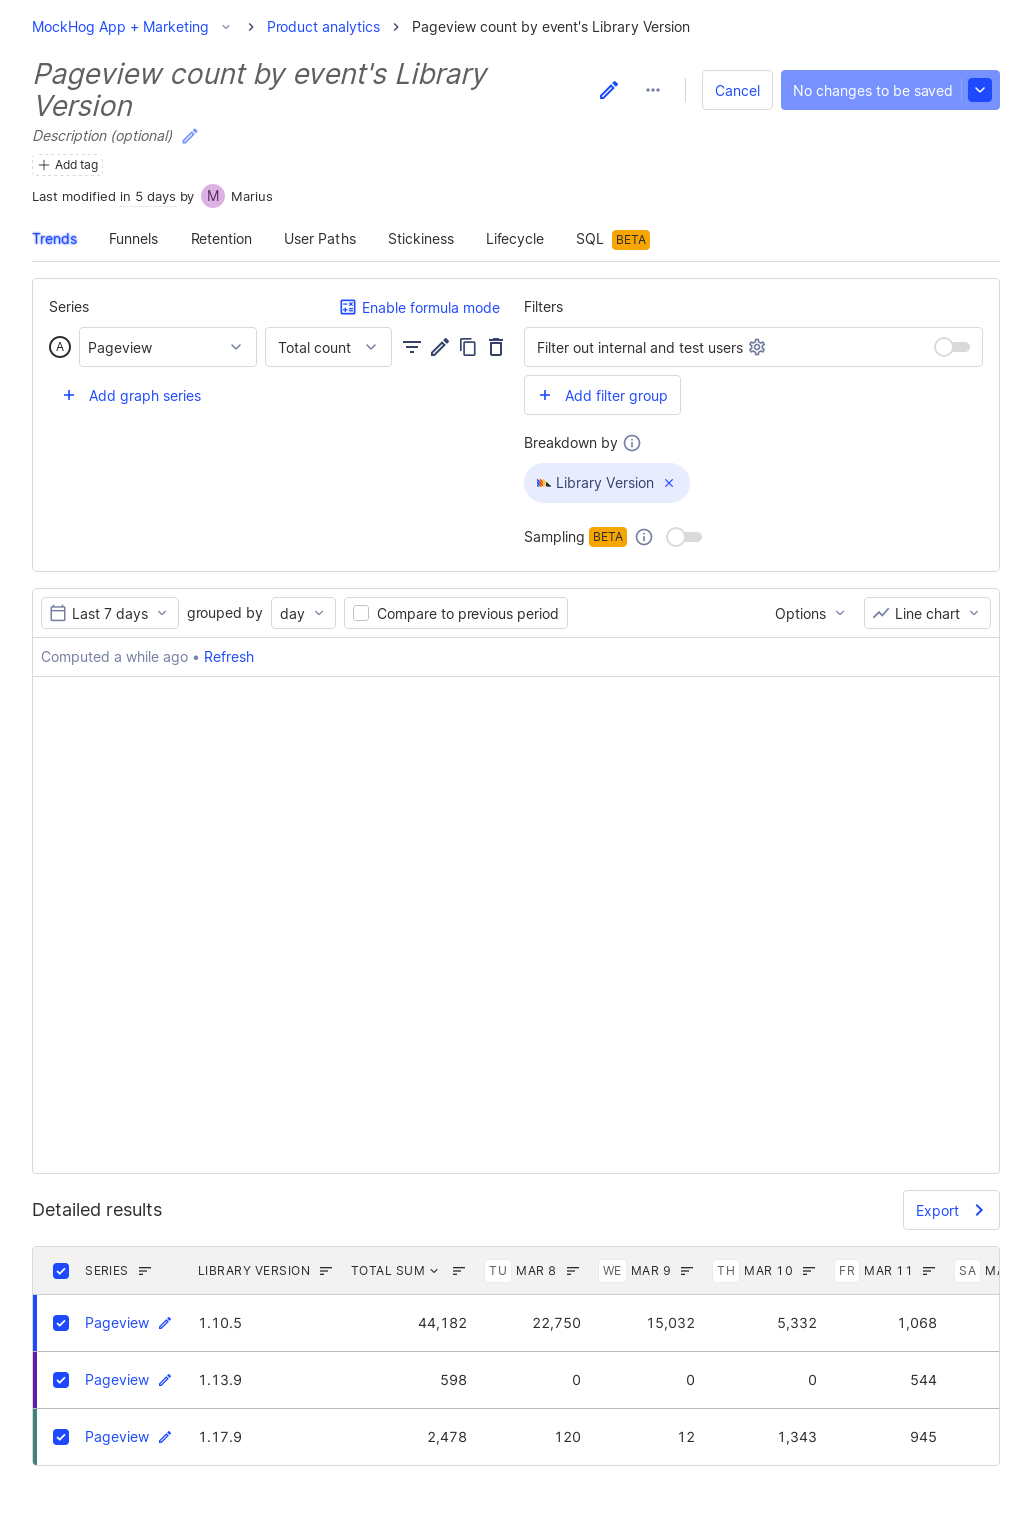 MockHog App + Marketing > Product analytics > Pageview count by event's Library Version
Pageview count by event's Library
Version
Cancel
No changes to be saved
Description (optional)
Add tag
Last modified in 5 days by M Marius
Trends Funnels Retention User Paths Stickiness Lifecycle SQL BETA
Series
Enable formula mode
Filters
A Pageview Total count
Filter out internal and test users
+ Add graph series
+ Add filter group
Breakdown by
Library Version
Sampling BETA
Last 7 days grouped by day Compare to previous period
Options Line chart
Computed a while ago • Refresh
Detailed results
Export
SERIES LIBRARY VERSION TOTAL SUM TU MAR 8 WE MAR 9 TH MAR 10 FR MAR 11 SA
Pageview 1.10.5 44,182 22,750 15,032 5,332 1,068
Pageview 1.13.9 598 0 0 0 544
Pageview 1.17.9 2,478 120 12 1,343 945